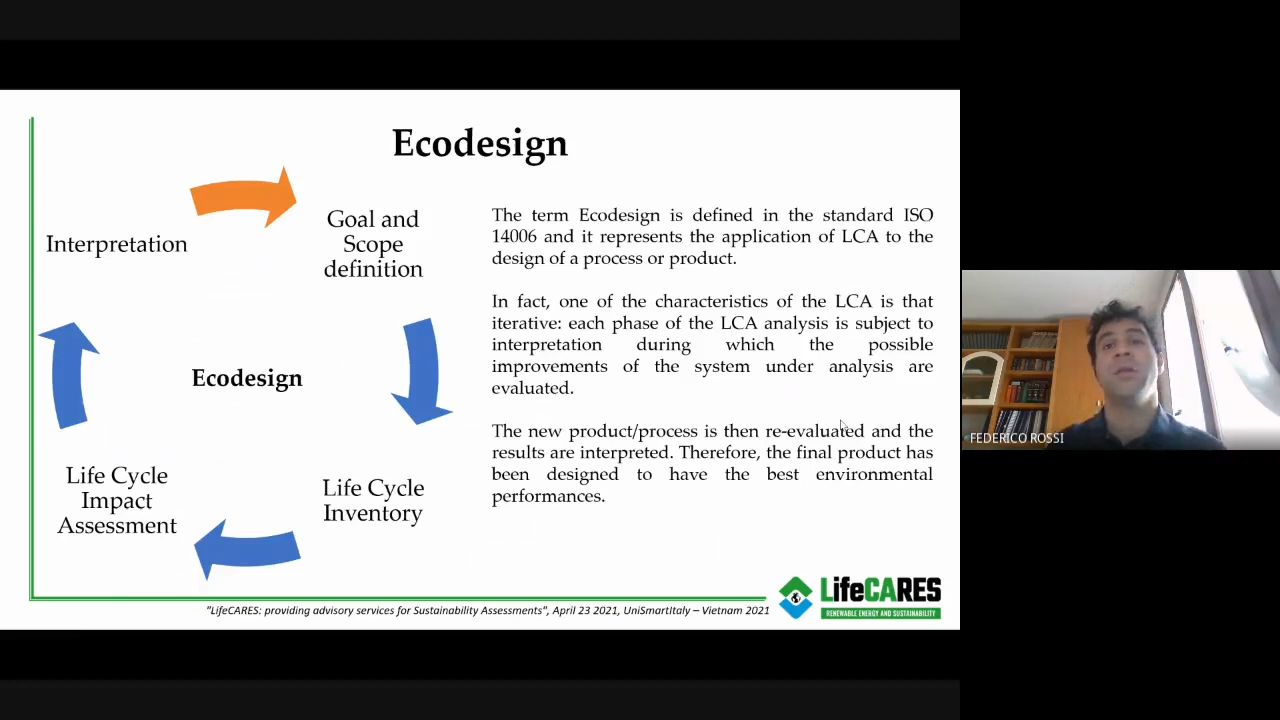 Ecodesign
Interpretation
Goal and
Scope
definition
Ecodesign
Life Cycle
Impact
Assessment
Life Cycle
Inventory
The term Ecodesign is defined in the standard ISO
14006 and it represents the application of LCA to the
design of a process or product.
In fact, one of the characteristics of the LCA is that
iterative: each phase of the LCA analysis is subject to
interpretation during which the possible
improvements of the system under analysis are
evaluated.
The new product/process is then re-evaluated and the
results are interpreted. Therefore, the final product has
been designed to have the best environmental
performances.
"LifeCARES: providing advisory services for Sustainability Assessments", April 23 2021, UniSmartItaly – Vietnam 2021
LifeCARES
RENEWABLE ENERGY AND SUSTAINABILITY
FEDERICO ROSSI